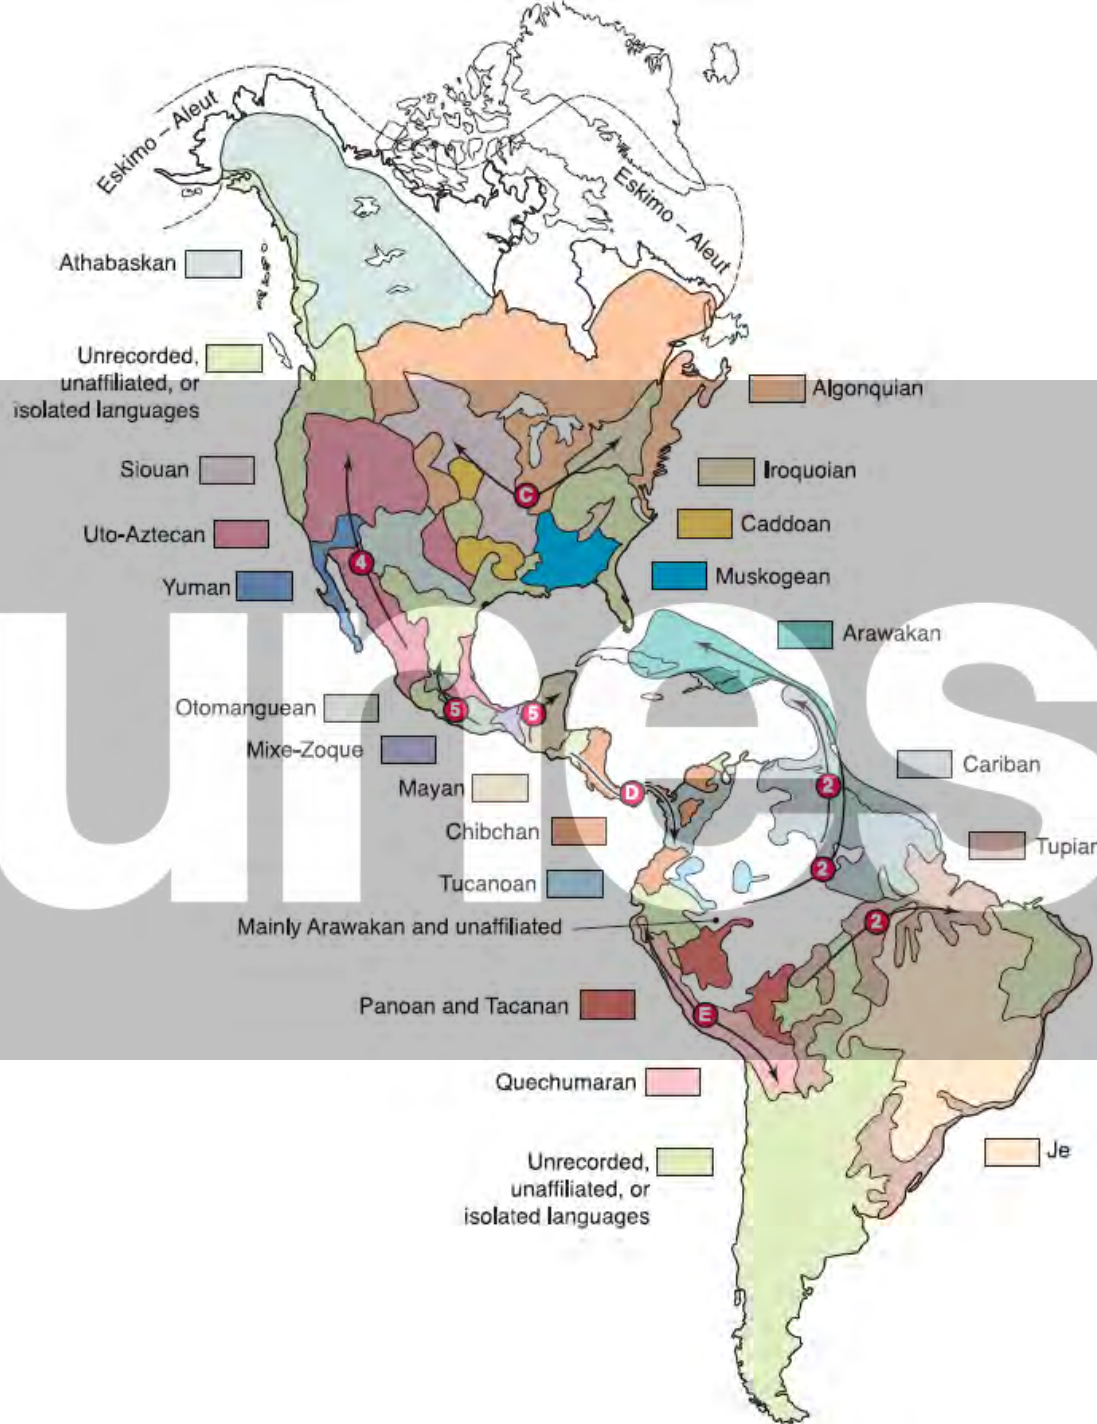 Eskimo – Aleut
Eskimo – Aleut
Athabaskan
Unrecorded,
unaffiliated, or
isolated languages
Algonquian
Siouan
Iroquoian
C
Caddoan
Uto-Aztecan
4
Muskogean
Yuman
Arawakan
unes
Otomanguean
5
5
Mixe-Zoque
Cariban
Mayan
D
2
Chibchan
Tupian
2
Tucanoan
Mainly Arawakan and unaffiliated
2
Panoan and Tacanan
E
Quechumaran
Je
Unrecorded,
unaffiliated, or
isolated languages